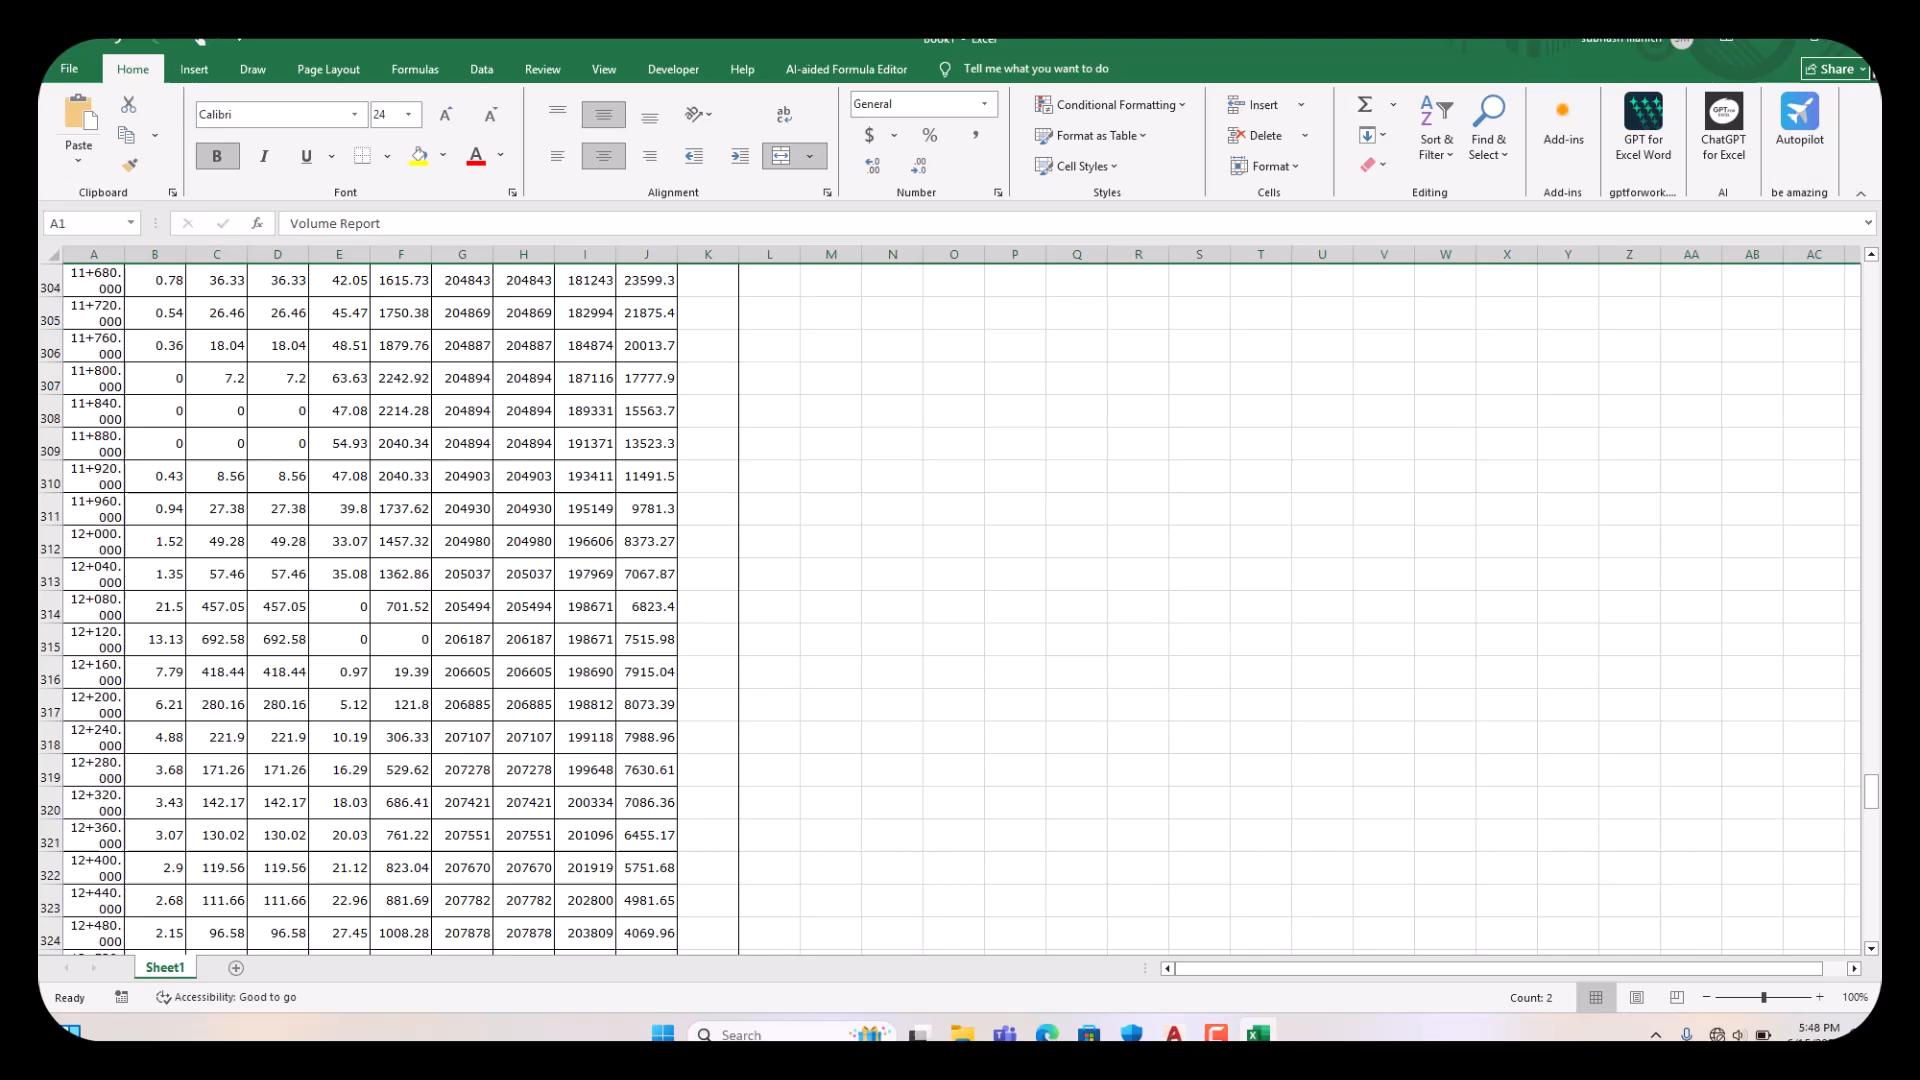 Book1 - Excel
File Home Insert Draw Page Layout Formulas Data Review View Developer Help AI-aided Formula Editor Tell me what you want to do Share
Paste
Calibri 24
B I U A
ab
General
$ % ,
Conditional Formatting
Format as Table
Cell Styles
Insert
Delete
Format
Sort &
Filter
Find &
Select
Add-ins
GPT for
Excel Word
ChatGPT
for Excel
Autopilot
Clipboard Font Alignment Number Styles Cells Editing Add-ins gptforwork.... AI be amazing
A1 fx Volume Report
A B C D E F G H I J K L M N O P Q R S T U V W X Y Z AA AB AC
304 11+680.000 0.78 36.33 36.33 42.05 1615.73 204843 204843 181243 23599.3
305 11+720.000 0.54 26.46 26.46 45.47 1750.38 204869 204869 182994 21875.4
306 11+760.000 0.36 18.04 18.04 48.51 1879.76 204887 204887 184874 20013.7
307 11+800.000 0 7.2 7.2 63.63 2242.92 204894 204894 187116 17777.9
308 11+840.000 0 0 0 47.08 2214.28 204894 204894 189331 15563.7
309 11+880.000 0 0 0 54.93 2040.34 204894 204894 191371 13523.3
310 11+920.000 0.43 8.56 8.56 47.08 2040.33 204903 204903 193411 11491.5
311 11+960.000 0.94 27.38 27.38 39.8 1737.62 204930 204930 195149 9781.3
312 12+000.000 1.52 49.28 49.28 33.07 1457.32 204980 204980 196606 8373.27
313 12+040.000 1.35 57.46 57.46 35.08 1362.86 205037 205037 197969 7067.87
314 12+080.000 21.5 457.05 457.05 0 701.52 205494 205494 198671 6823.4
315 12+120.000 13.13 692.58 692.58 0 0 206187 206187 198671 7515.98
316 12+160.000 7.79 418.44 418.44 0.97 19.39 206605 206605 198690 7915.04
317 12+200.000 6.21 280.16 280.16 5.12 121.8 206885 206885 198812 8073.39
318 12+240.000 4.88 221.9 221.9 10.19 306.33 207107 207107 199118 7988.96
319 12+280.000 3.68 171.26 171.26 16.29 529.62 207278 207278 199648 7630.61
320 12+320.000 3.43 142.17 142.17 18.03 686.41 207421 207421 200334 7086.36
321 12+360.000 3.07 130.02 130.02 20.03 761.22 207551 207551 201096 6455.17
322 12+400.000 2.9 119.56 119.56 21.12 823.04 207670 207670 201919 5751.68
323 12+440.000 2.68 111.66 111.66 22.96 881.69 207782 207782 202800 4981.65
324 12+480.000 2.15 96.58 96.58 27.45 1008.28 207878 207878 203809 4069.96
Sheet1
Ready Accessibility: Good to go Count: 2 100%
Search 5:48 PM